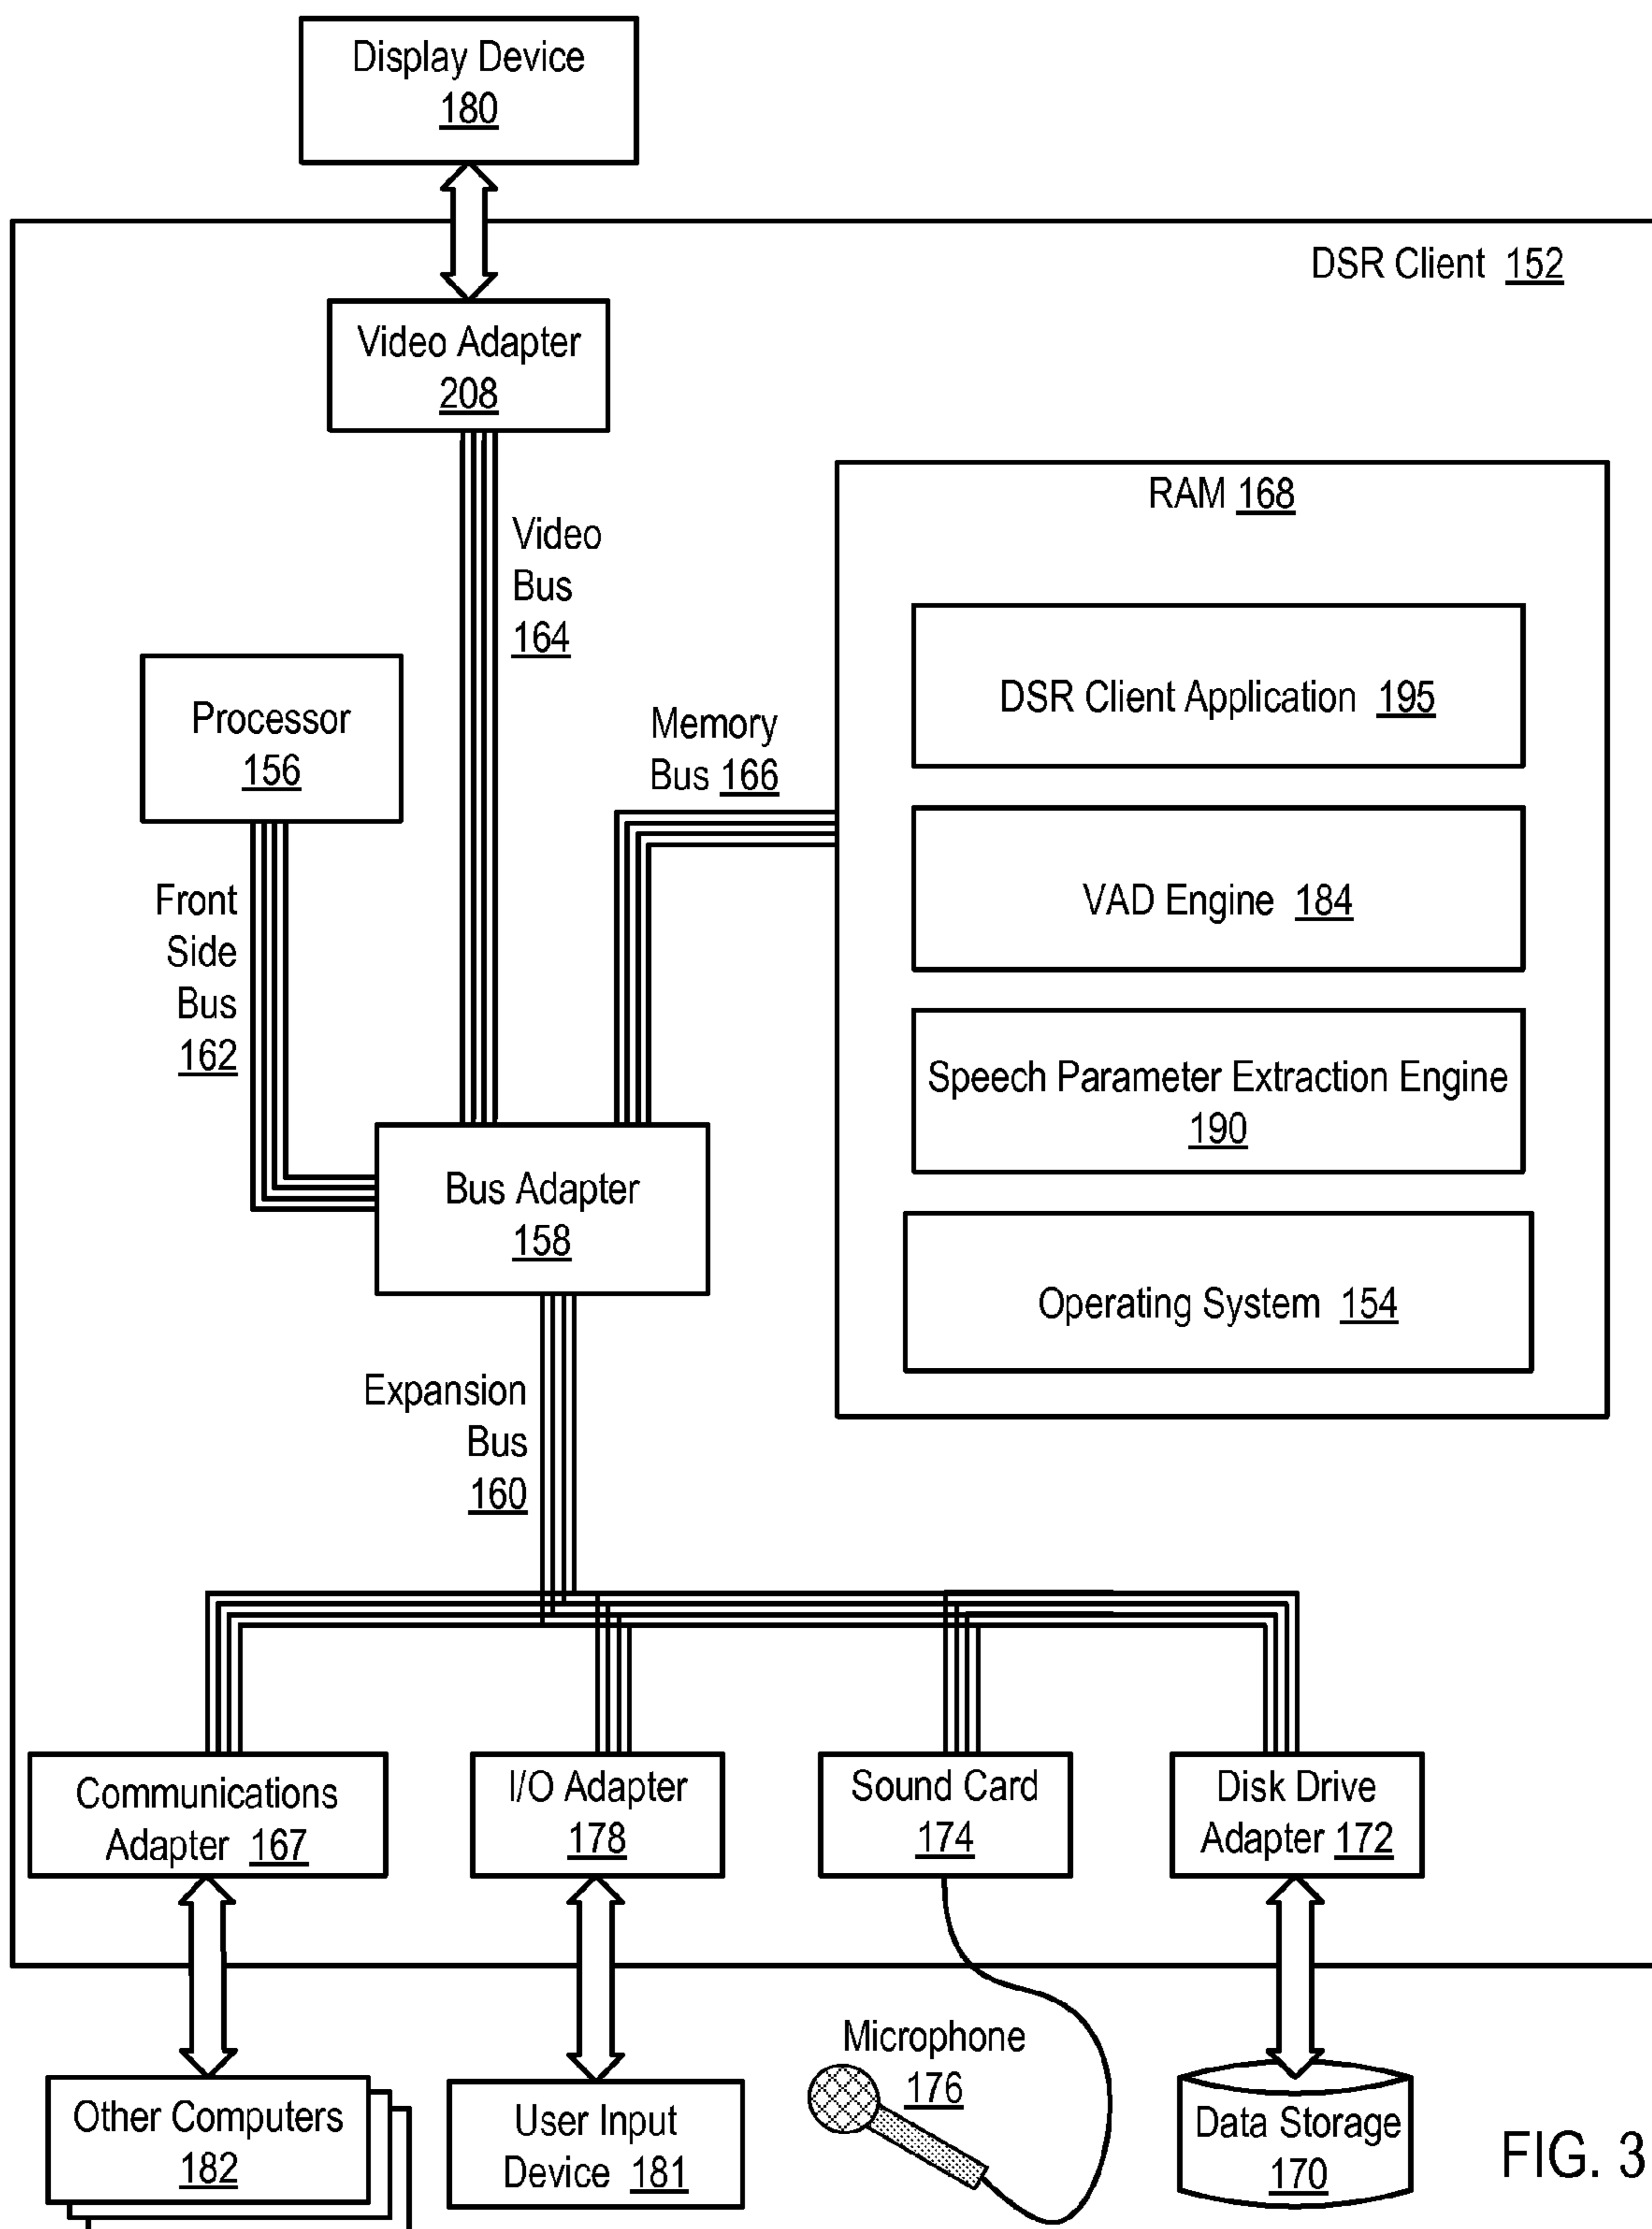 Display Device
180
DSR Client 152
Video Adapter
208
RAM 168
Video
Bus
164
DSR Client Application 195
Processor
156
Memory
Bus 166
VAD Engine 184
Front
Side
Bus
162
Speech Parameter Extraction Engine
190
Bus Adapter
158
Operating System 154
Expansion
Bus
160
Communications
Adapter 167
I/O Adapter
178
Sound Card
174
Disk Drive
Adapter 172
Other Computers
182
User Input
Device 181
Microphone
176
Data Storage
170
FIG. 3